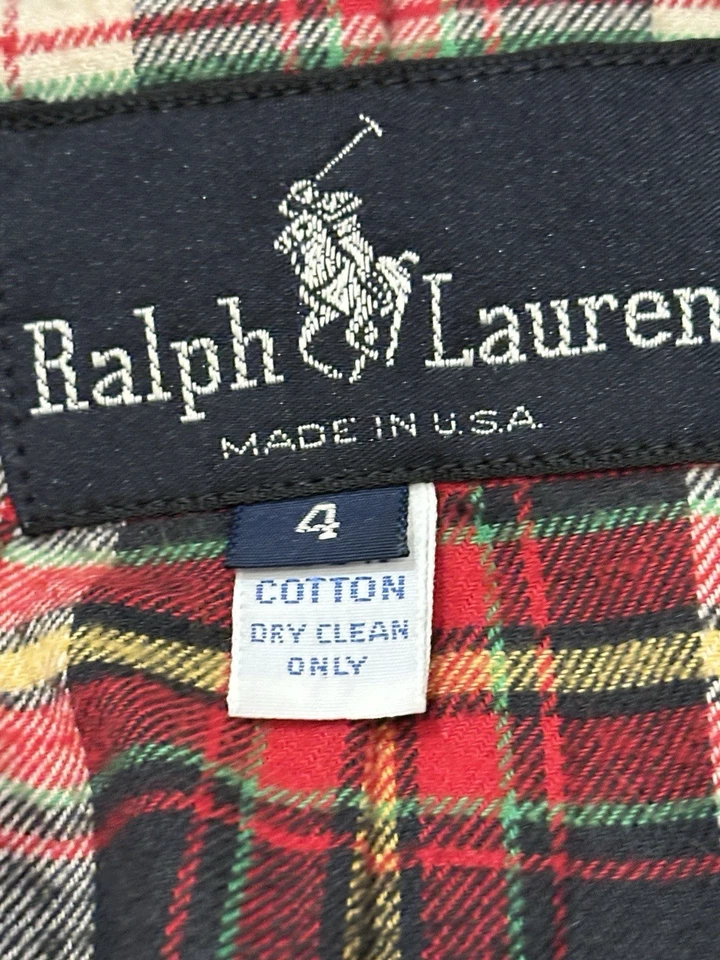 Ralph Lauren
MADE IN U.S.A.
4
COTTON
DRY CLEAN
ONLY